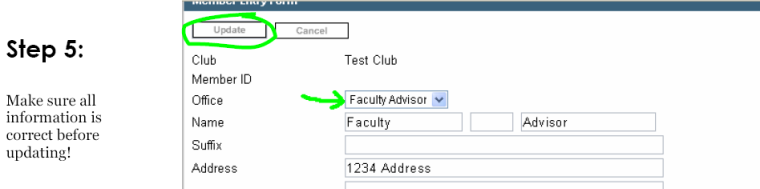 Member Entry Form
Update Cancel
Step 5:
Make sure all
information is
correct before
updating!
Club Test Club
Member ID
Office Faculty Advisor
Name Faculty Advisor
Suffix
Address 1234 Address